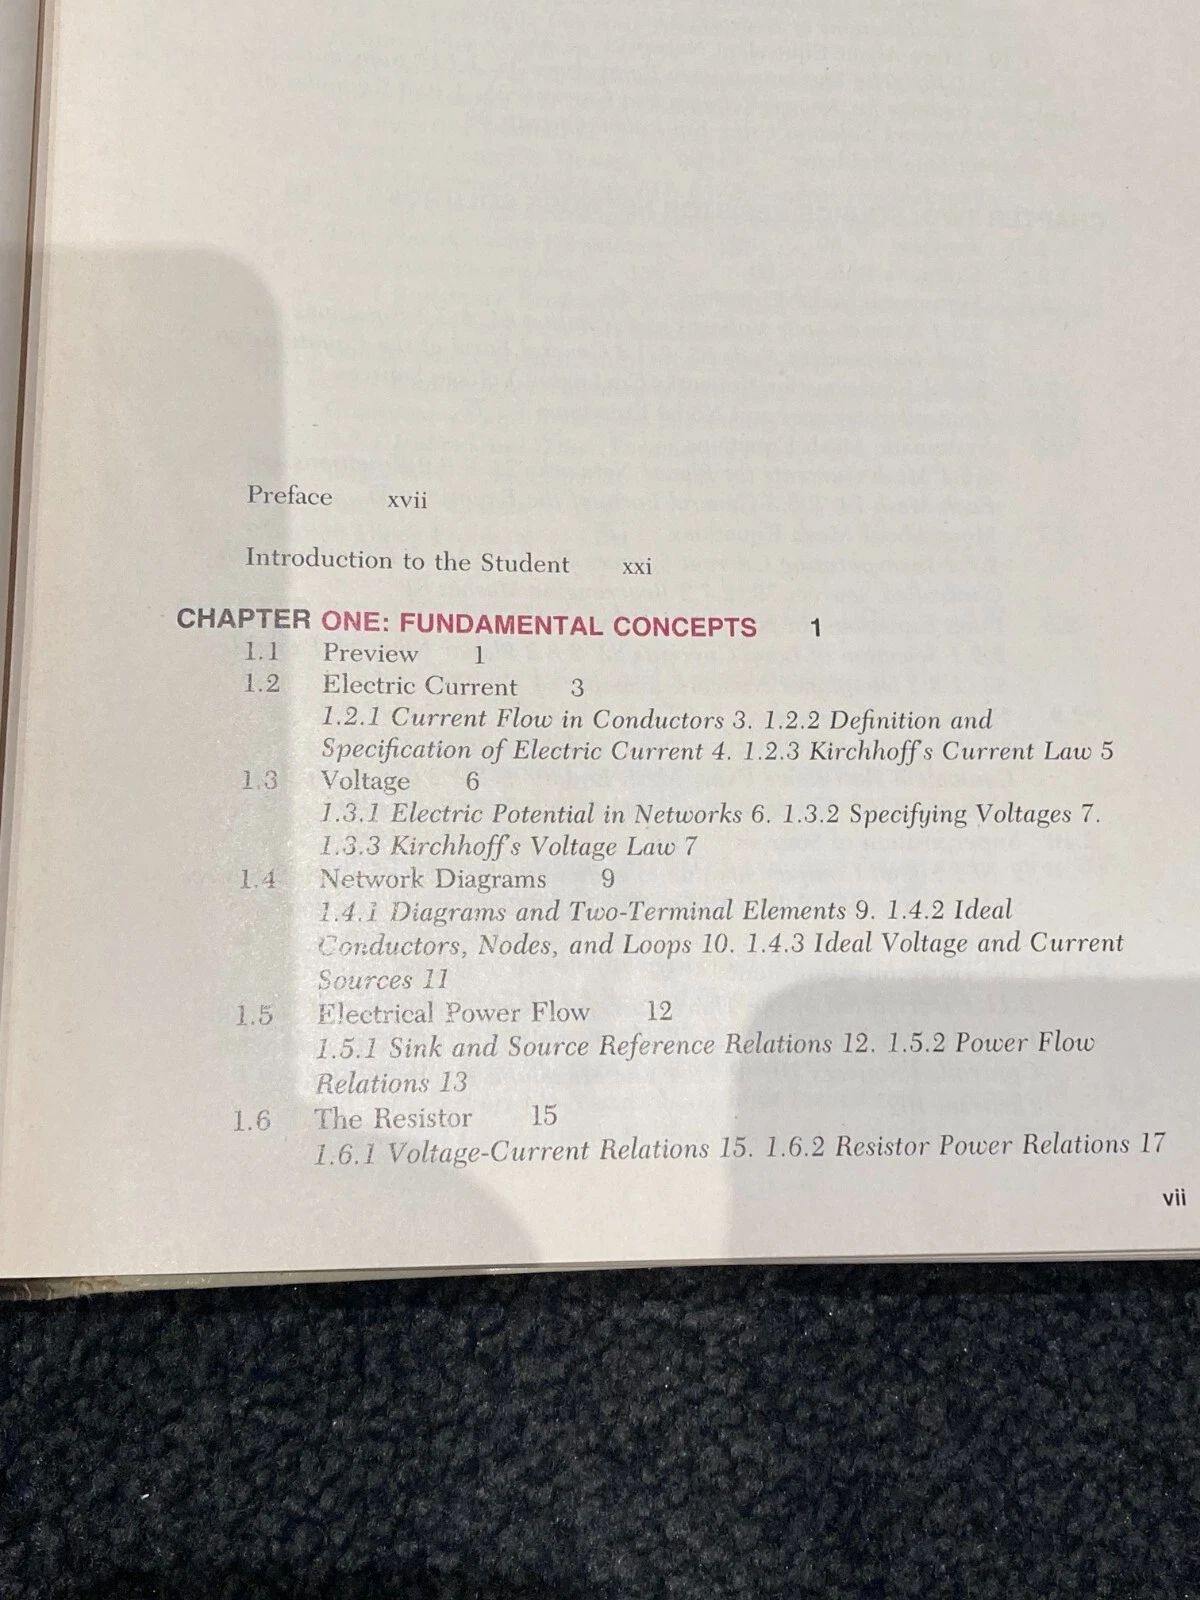 Preface xvii
Introduction to the Student xxi
CHAPTER ONE: FUNDAMENTAL CONCEPTS 1
1.1 Preview 1
1.2 Electric Current 3
1.2.1 Current Flow in Conductors 3. 1.2.2 Definition and
Specification of Electric Current 4. 1.2.3 Kirchhoff's Current Law 5
1.3 Voltage 6
1.3.1 Electric Potential in Networks 6. 1.3.2 Specifying Voltages 7.
1.3.3 Kirchhoff's Voltage Law 7
1.4 Network Diagrams 9
1.4.1 Diagrams and Two-Terminal Elements 9. 1.4.2 Ideal
Conductors, Nodes, and Loops 10. 1.4.3 Ideal Voltage and Current
Sources 11
1.5 Electrical Power Flow 12
1.5.1 Sink and Source Reference Relations 12. 1.5.2 Power Flow
Relations 13
1.6 The Resistor 15
1.6.1 Voltage-Current Relations 15. 1.6.2 Resistor Power Relations 17
vii